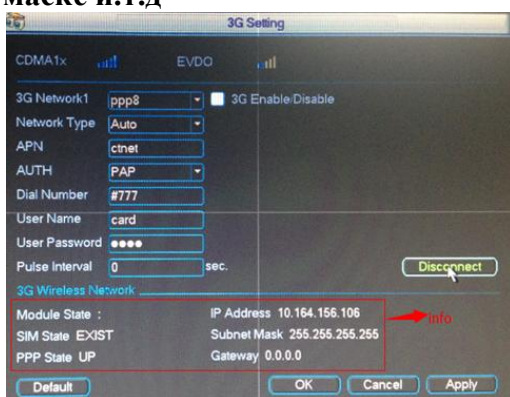 маске и.т.д
3G Setting
CDMA1x EVDO
3G Network1 ppp8 3G Enable/Disable
Network Type Auto
APN ctnet
AUTH PAP
Dial Number #777
User Name card
User Password ●●●●
Pulse Interval 0 sec. Disconnect
3G Wireless Network
Module State : IP Address 10.164.156.106
SIM State EXIST Subnet Mask 255.255.255.255
PPP State UP Gateway 0.0.0.0
info
Default OK Cancel Apply